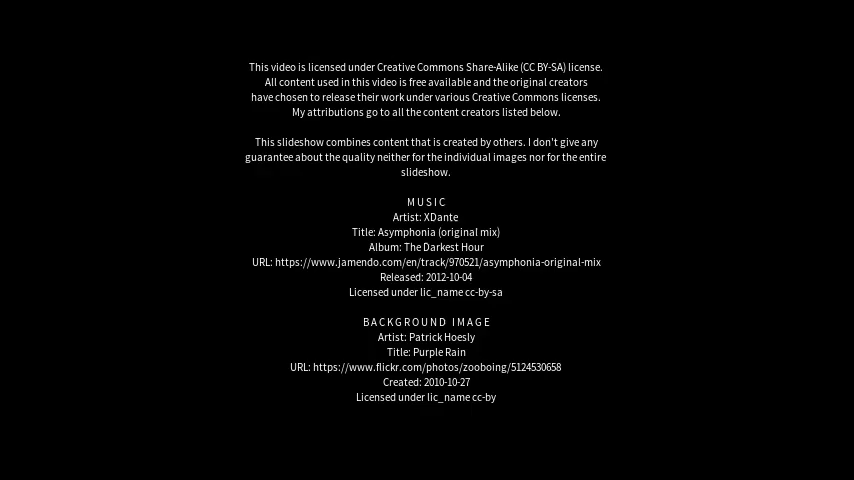 This video is licensed under Creative Commons Share-Alike (CC BY-SA) license.
All content used in this video is free available and the original creators
have chosen to release their work under various Creative Commons licenses.
My attributions go to all the content creators listed below.
This slideshow combines content that is created by others. I don't give any
guarantee about the quality neither for the individual images nor for the entire
slideshow.
MUSIC
Artist: XDante
Title: Asymphonia (original mix)
Album: The Darkest Hour
URL: https://www.jamendo.com/en/track/970521/asymphonia-original-mix
Released: 2012-10-04
Licensed under lic_name cc-by-sa
BACKGROUND IMAGE
Artist: Patrick Hoesly
Title: Purple Rain
URL: https://www.flickr.com/photos/zooboing/5124530658
Created: 2010-10-27
Licensed under lic_name cc-by